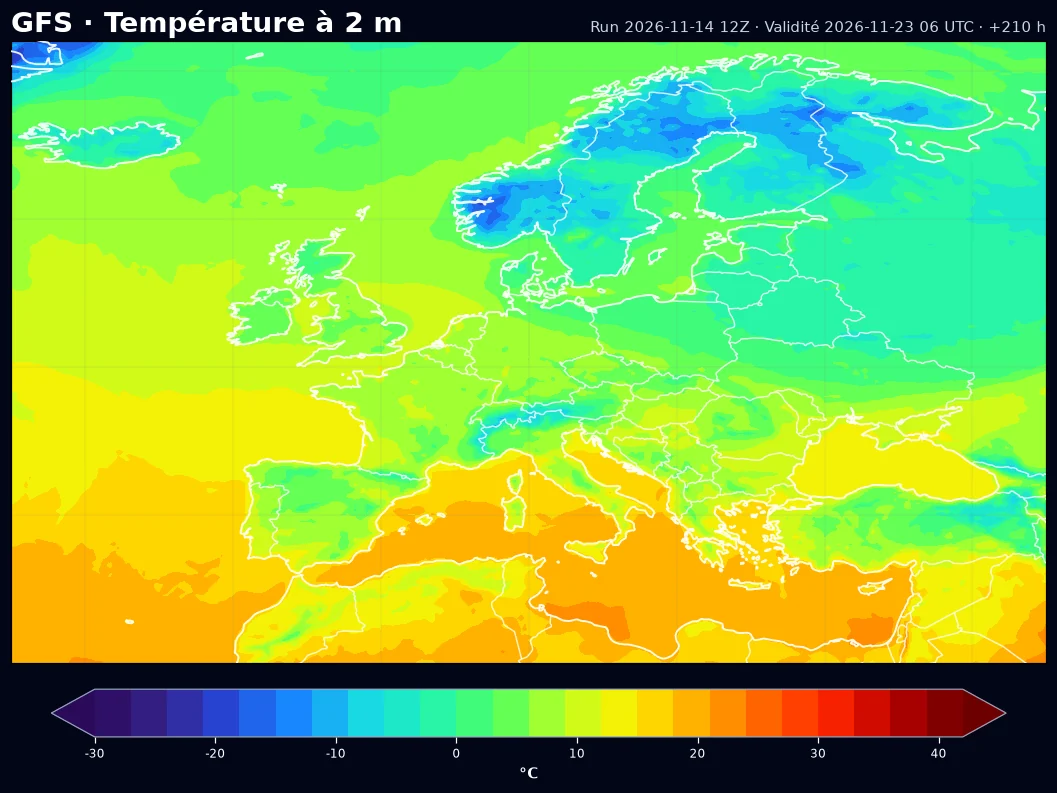 GFS · Température à 2 m
Run 2026-11-14 12Z · Validité 2026-11-23 06 UTC · +210 h
-30 -20 -10 0 10 20 30 40
°C